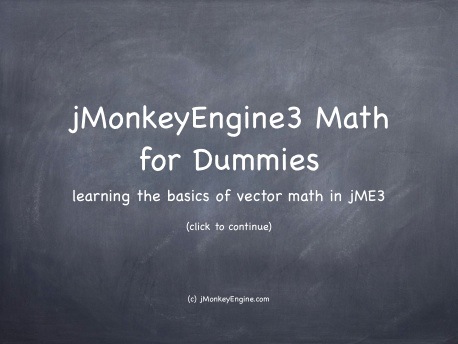 jMonkeyEngine3 Math
for Dummies
learning the basics of vector math in jME3
(click to continue)
(c) jMonkeyEngine.com